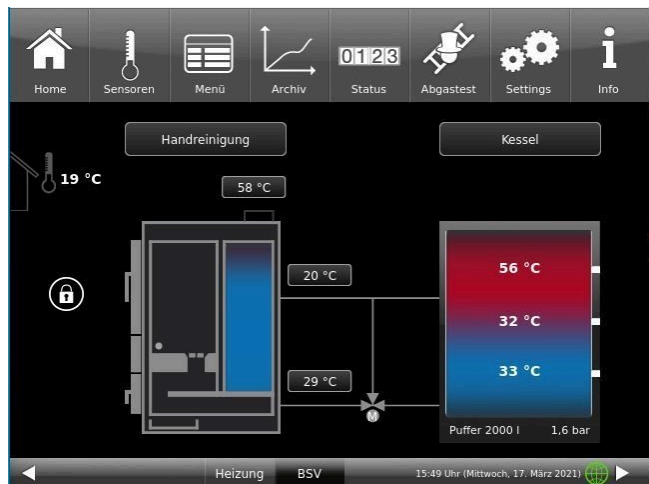 Home Sensoren Menü Archiv Status Abgastest Settings Info
0123
Handreinigung Kessel
19 °C
58 °C
56 °C
20 °C
32 °C
33 °C
29 °C
M
Puffer 2000 l 1,6 bar
Heizung BSV 15:49 Uhr (Mittwoch, 17. März 2021)